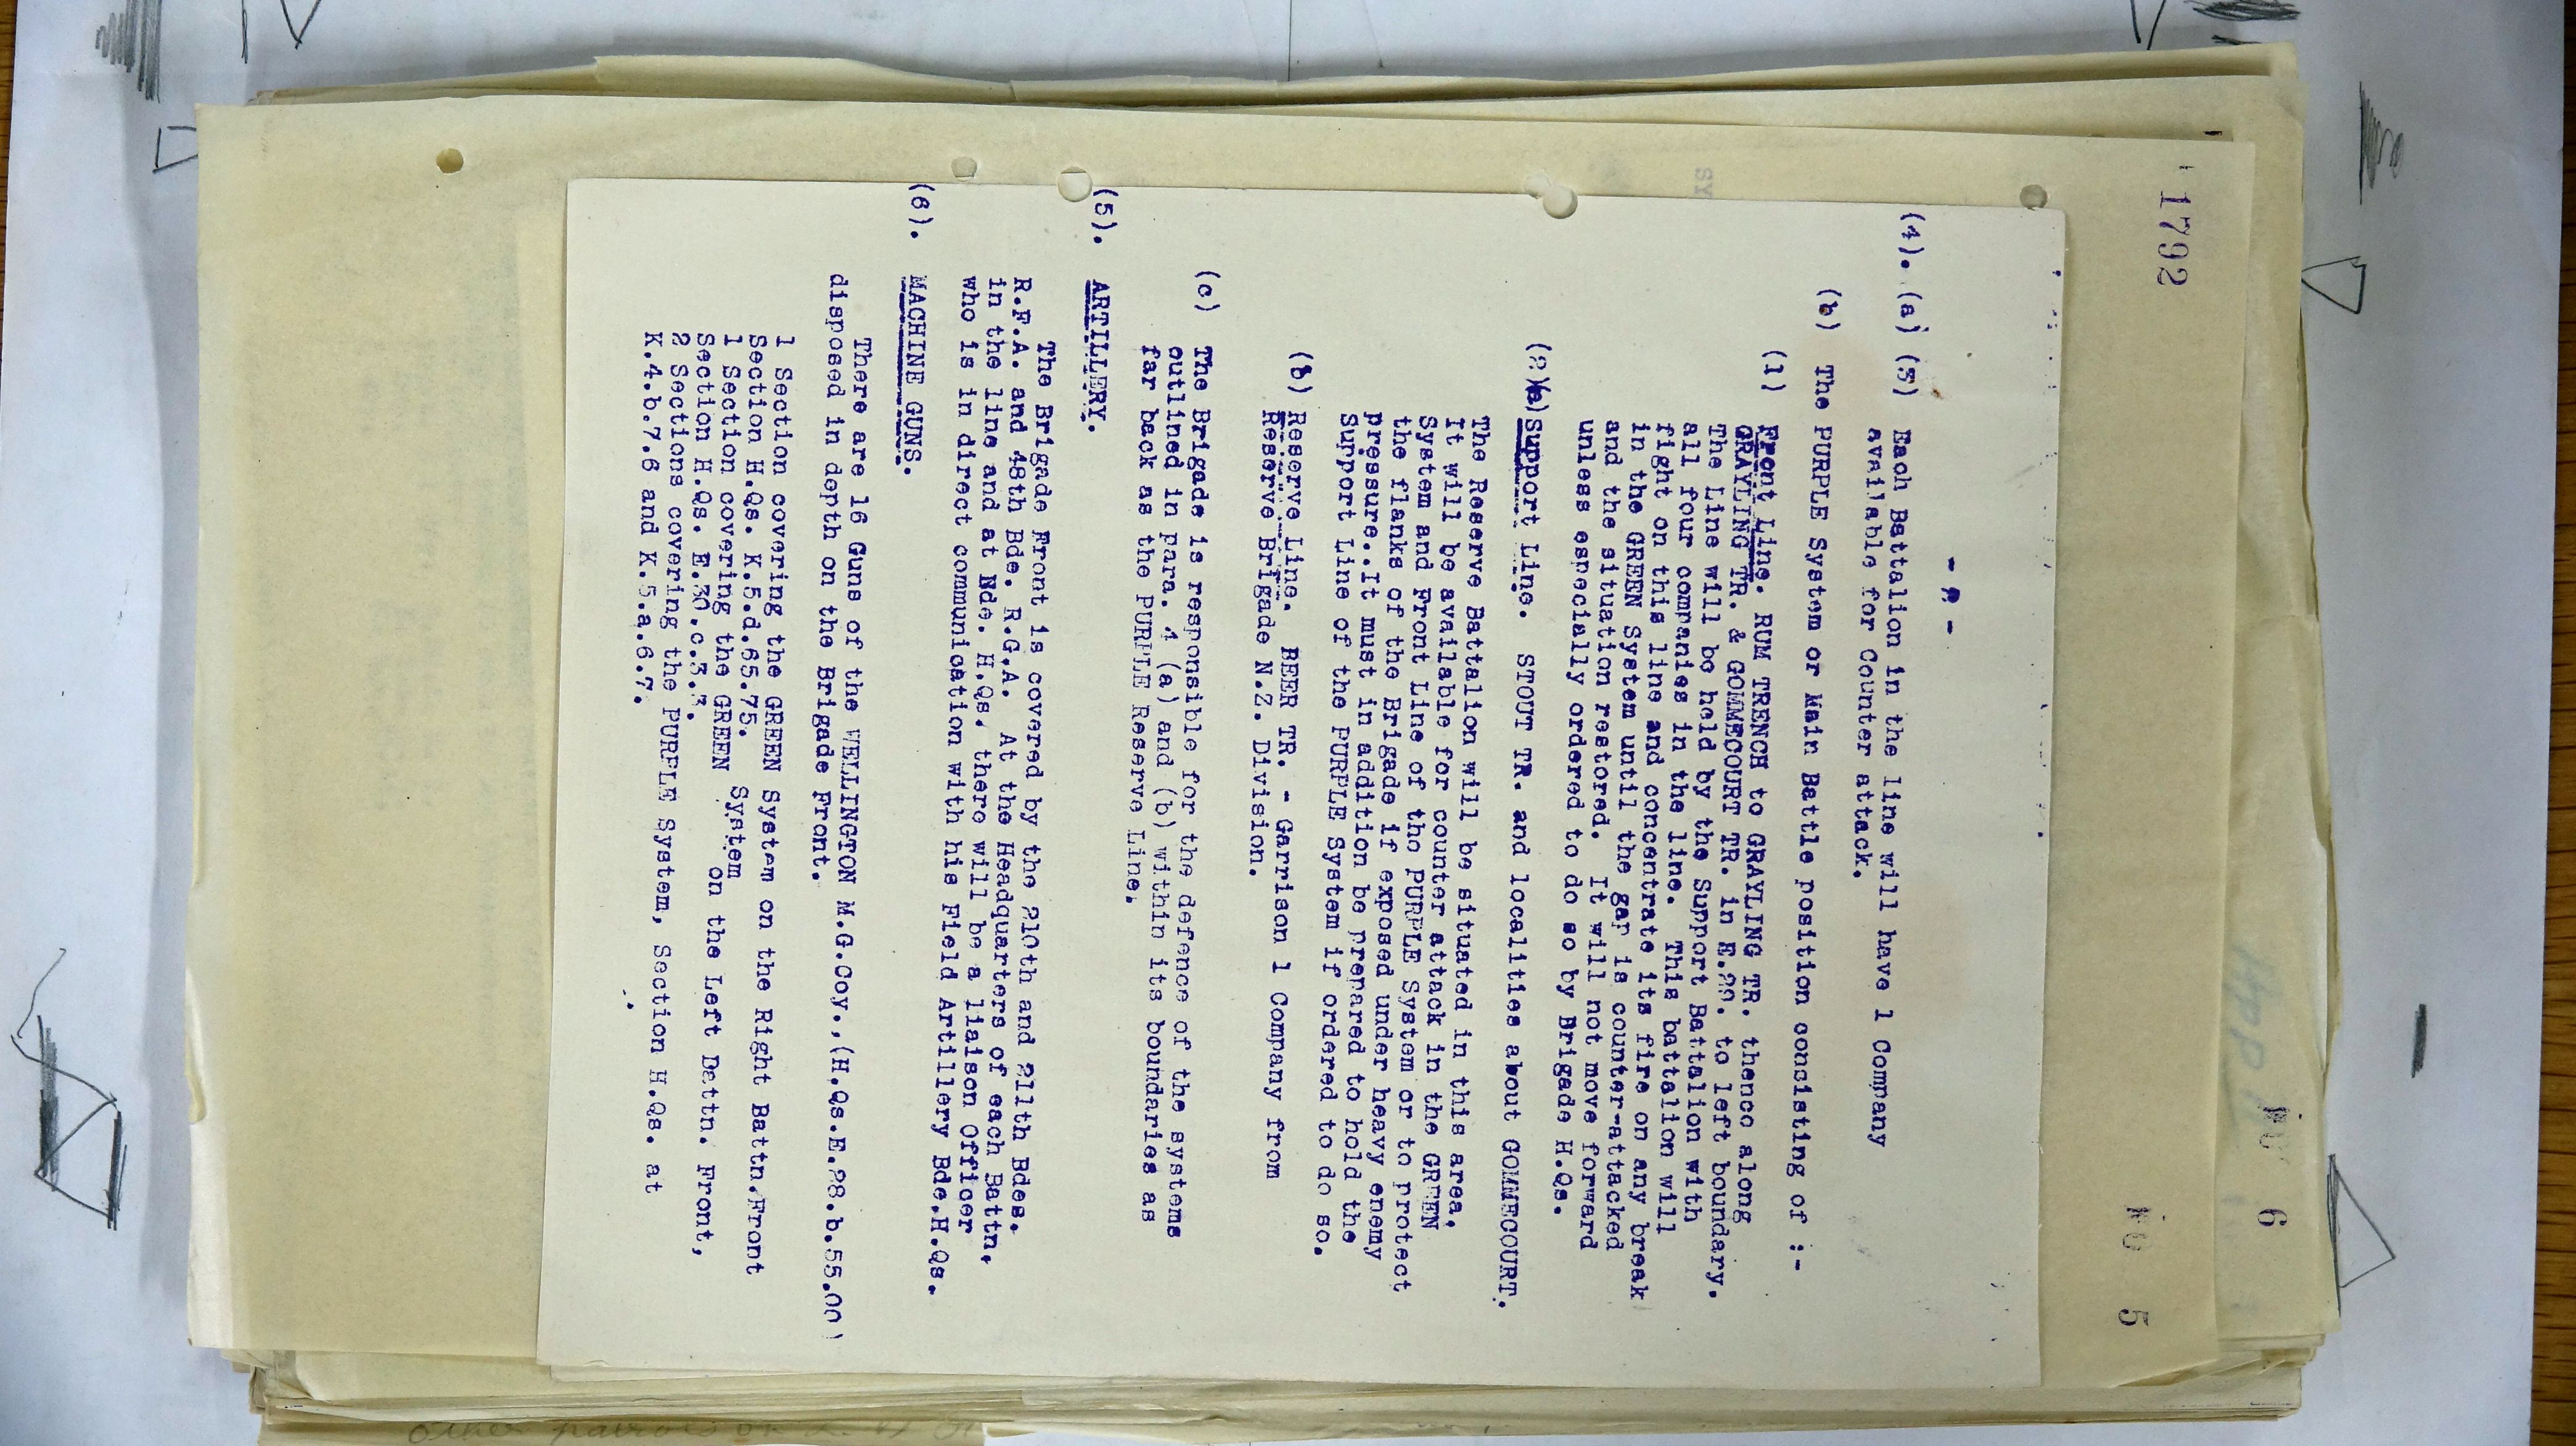 1792
- 2 -
(4). (a) (3) Each Battalion in the line will have 1 Company
available for Counter attack.
(b) The PURPLE System or Main Battle position consisting of :-
(1) Front Line. RUM TRENCH to GRAYLING TR. thence along
GRAYLING TR. & GOMMECOURT TR. in E.29. to left boundary.
The Line will be held by the Support Battalion with
all four companies in the line. This battalion will
fight on this line and concentrate its fire on any break
in the GREEN System until the gap is counter-attacked
and the situation restored. It will not move forward
unless especially ordered to do so by Brigade H.Qs.
(2)(a) Support Line. STOUT TR. and localities about GOMMECOURT.
The Reserve Battalion will be situated in this area.
It will be available for counter attack in the GREEN
System and Front Line of the PURPLE System or to protect
the flanks of the Brigade if exposed under heavy enemy
pressure..It must in addition be prepared to hold the
Support Line of the PURPLE System if ordered to do so.
(b) Reserve Line. BEER TR. - Garrison 1 Company from
Reserve Brigade N.Z. Division.
(c) The Brigade is responsible for the defence of the systems
outlined in para. 4 (a) and (b) within its boundaries as
far back as the PURPLE Reserve Line.
(5). ARTILLERY.
The Brigade Front is covered by the 210th and 211th Bdes.
R.F.A. and 48th Bde. R.G.A. At the Headquarters of each Battn.
in the line and at Nde. H.Qs. there will be a liaison Officer
who is in direct communication with his Field Artillery Bde.H.Qs.
(6). MACHINE GUNS.
There are 16 Guns of the WELLINGTON M.G.Coy.,(H.Qs.E.28.b.55.00)
disposed in depth on the Brigade Front.
1 Section covering the GREEN System on the Right Battn.Front
Section H.Qs. K.5.d.65.75.
1 Section covering the GREEN System on the Left Battn. Front,
Section H.Qs. E.30.c.3.3.
2 Sections covering the PURPLE System, Section H.Qs. at
K.4.b.7.6 and K.5.a.6.7.
6
5
other patrols